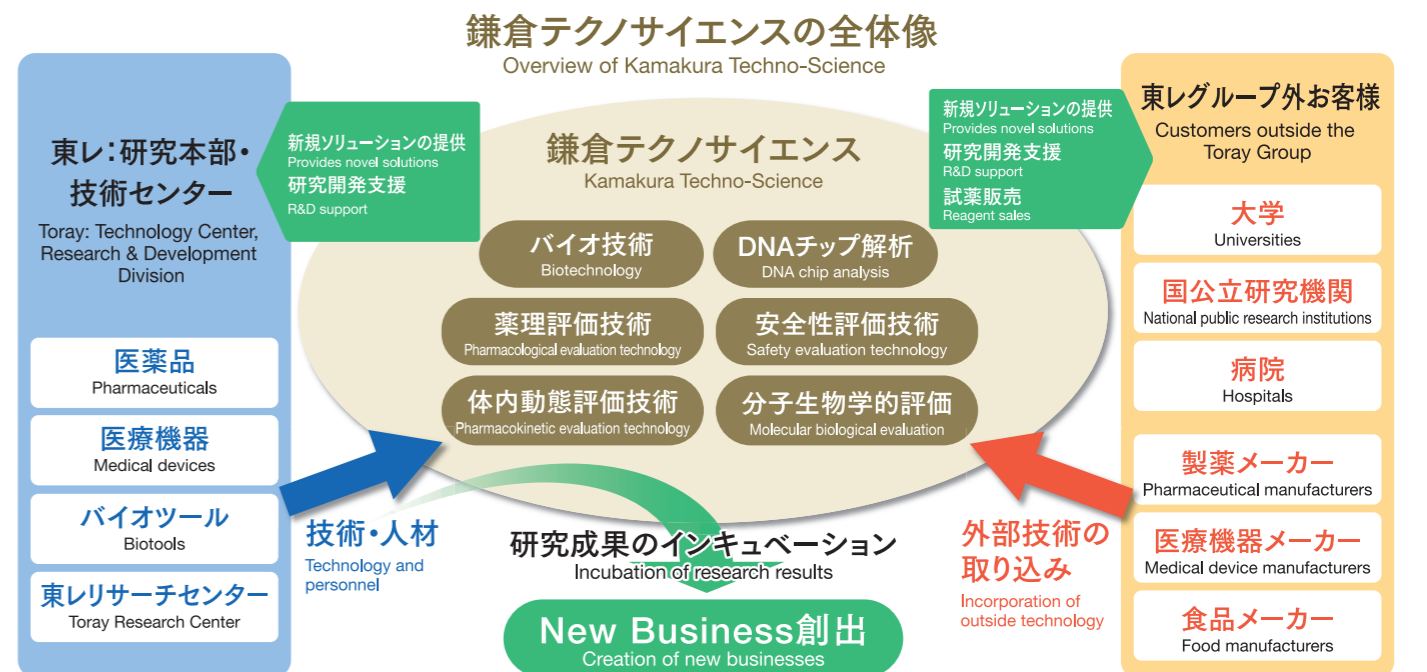 鎌倉テクノサイエンスの全体像
Overview of Kamakura Techno-Science
東レ：研究本部・
技術センター
Toray: Technology Center,
Research & Development
Division
医薬品
Pharmaceuticals
医療機器
Medical devices
バイオツール
Biotools
東レリサーチセンター
Toray Research Center
新規ソリューションの提供
Provides novel solutions
研究開発支援
R&D support
鎌倉テクノサイエンス
Kamakura Techno-Science
バイオ技術
Biotechnology
DNAチップ解析
DNA chip analysis
薬理評価技術
Pharmacological evaluation technology
安全性評価技術
Safety evaluation technology
体内動態評価技術
Pharmacokinetic evaluation technology
分子生物学的評価
Molecular biological evaluation
新規ソリューションの提供
Provides novel solutions
研究開発支援
R&D support
試薬販売
Reagent sales
東レグループ外お客様
Customers outside the
Toray Group
大学
Universities
国公立研究機関
National public research institutions
病院
Hospitals
製薬メーカー
Pharmaceutical manufacturers
医療機器メーカー
Medical device manufacturers
食品メーカー
Food manufacturers
技術・人材
Technology and
personnel
研究成果のインキュベーション
Incubation of research results
外部技術の
取り込み
Incorporation of
outside technology
New Business創出
Creation of new businesses